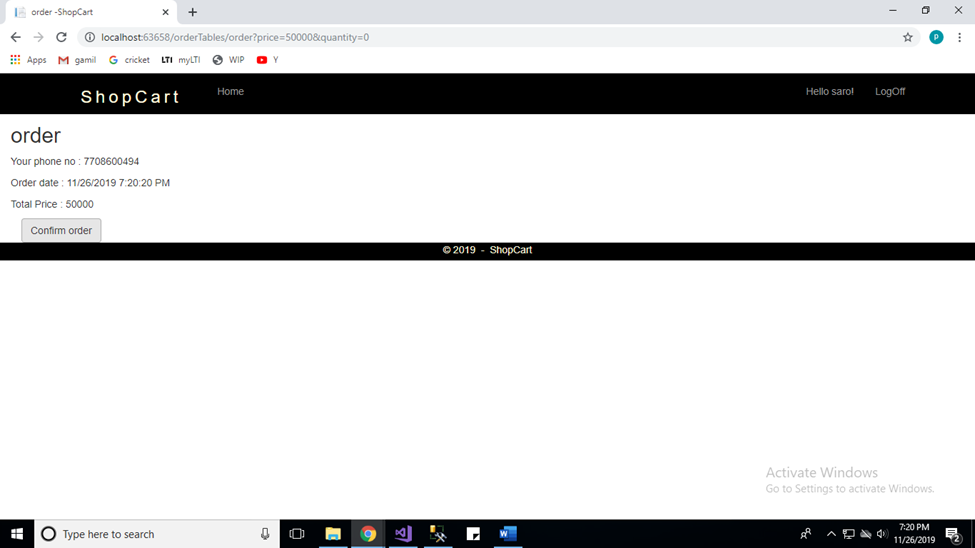 order -ShopCart
localhost:63658/orderTables/order?price=50000&quantity=0
P
Apps gamil cricket LTI myLTI WIP Y
ShopCart Home Hello saro! LogOff
order
Your phone no : 7708600494
Order date : 11/26/2019 7:20:20 PM
Total Price : 50000
Confirm order
© 2019 - ShopCart
Activate Windows
Go to Settings to activate Windows.
Type here to search
7:20 PM
11/26/2019
2